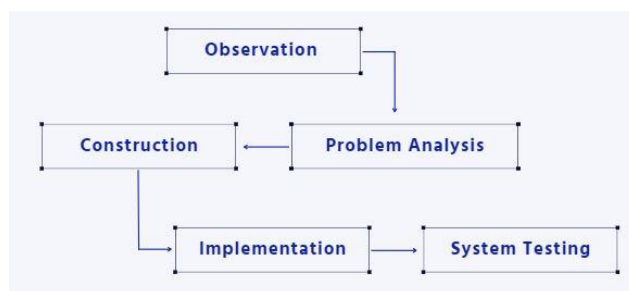 Observation
Problem Analysis
Construction
Implementation
System Testing